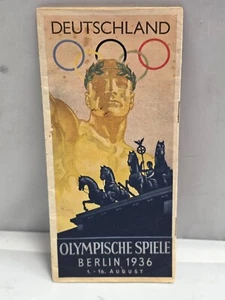 DEUTSCHLAND
OLYMPISCHE SPIELE
BERLIN 1936
1.-16. AUGUST